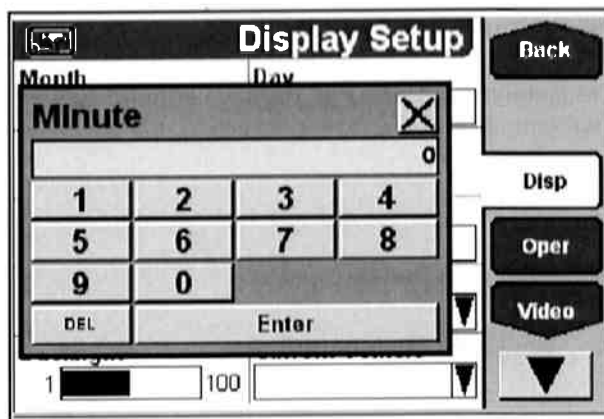 Display Setup
Back
Month Day
Minute
0
1 2 3 4
5 6 7 8
9 0
DEL Enter
Disp
Oper
Video
1 100